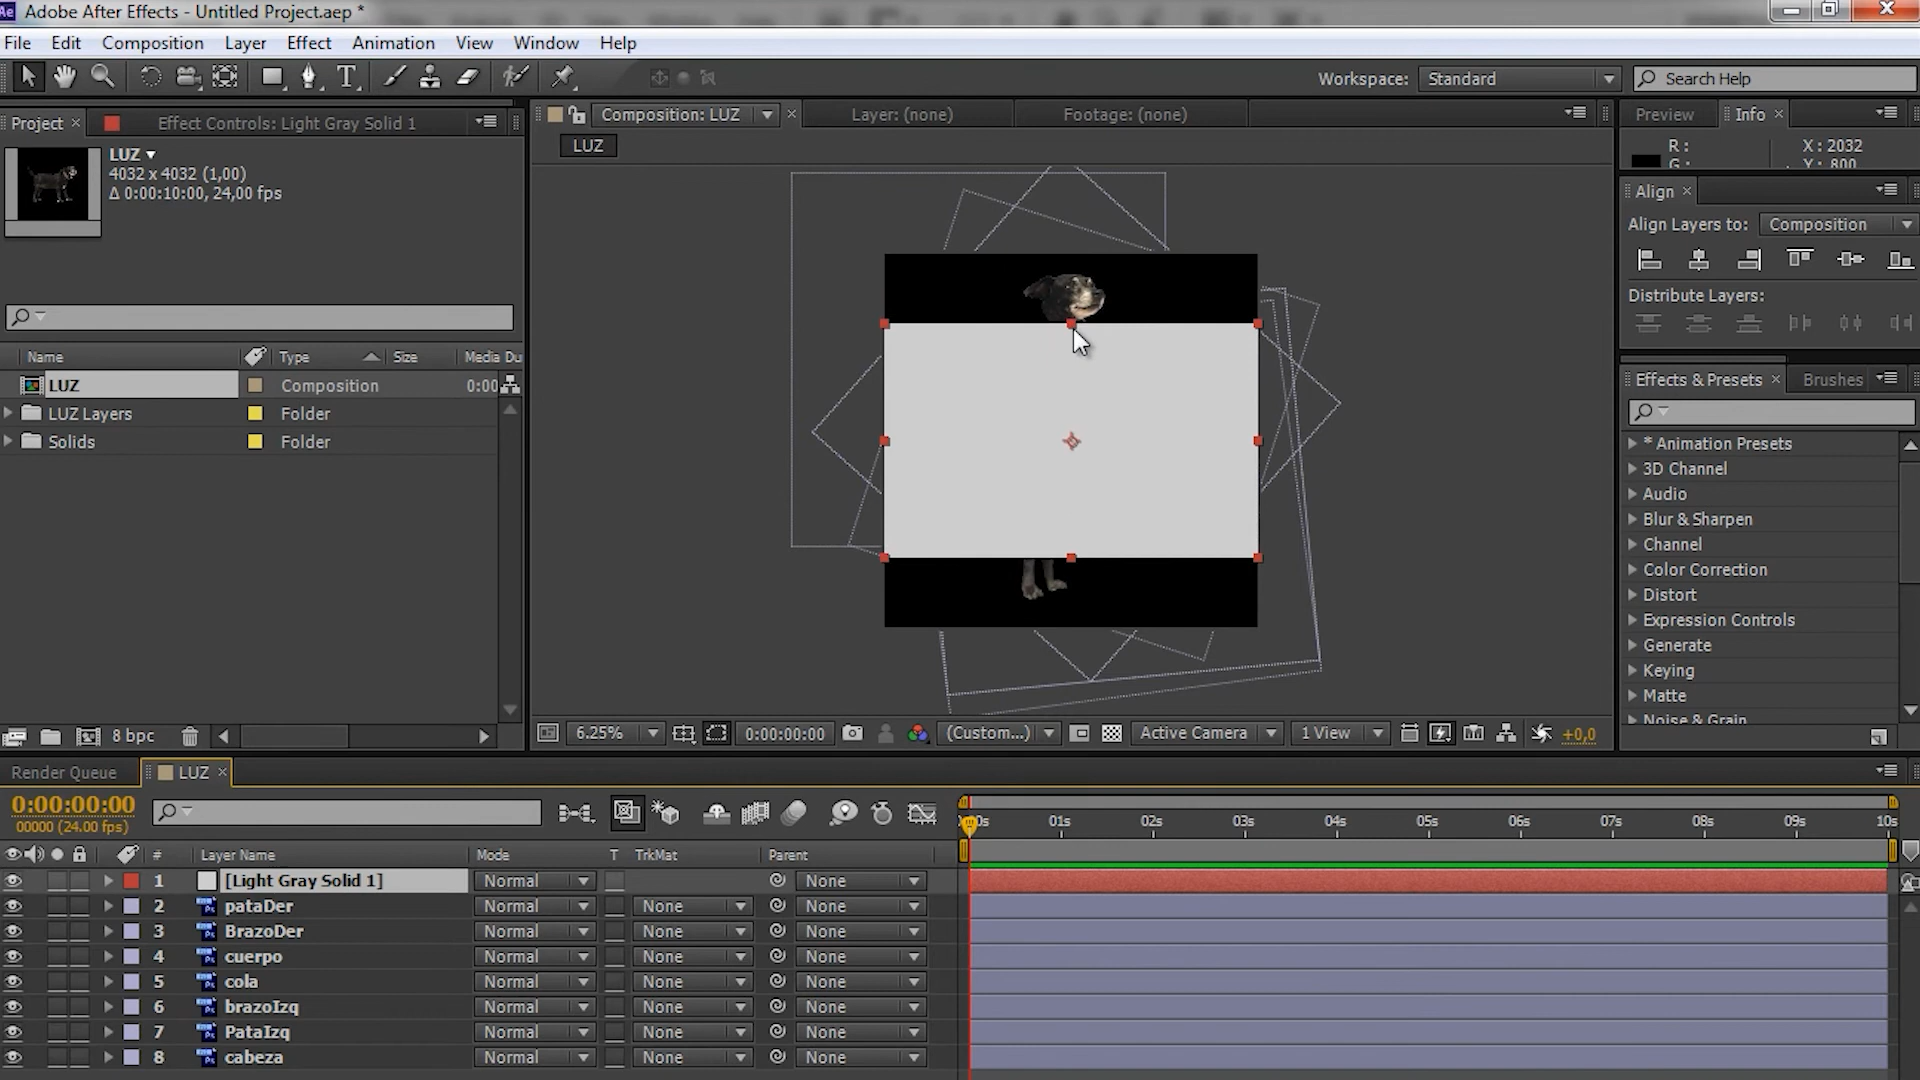 Adobe After Effects - Untitled Project.aep *
File Edit Composition Layer Effect Animation View Window Help
Workspace: Standard Search Help
Project × Effect Controls: Light Gray Solid 1
Composition: LUZ × Layer: (none) Footage: (none)
Preview Info ×
LUZ
4032 x 4032 (1,00)
Δ 0:00:10:00, 24,00 fps
LUZ
R :
G :
X : 2032
Y : 800
Align ×
Align Layers to: Composition
Distribute Layers:
Name Type Size Media Du
LUZ Composition 0:00
LUZ Layers Folder
Solids Folder
Effects & Presets × Brushes
* Animation Presets
3D Channel
Audio
Blur & Sharpen
Channel
Color Correction
Distort
Expression Controls
Generate
Keying
Matte
Noise & Grain
8 bpc
6.25% 0:00:00:00 (Custom...) Active Camera 1 View +0,0
Render Queue LUZ ×
0:00:00:00
00000 (24.00 fps)
0s 01s 02s 03s 04s 05s 06s 07s 08s 09s 10s
# Layer Name Mode T TrkMat Parent
1 [Light Gray Solid 1] Normal None
2 pataDer Normal None None
3 BrazoDer Normal None None
4 cuerpo Normal None None
5 cola Normal None None
6 brazoIzq Normal None None
7 PataIzq Normal None None
8 cabeza Normal None None